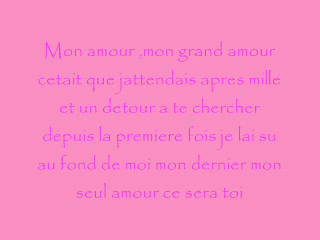 Mon amour ,mon grand amour
cetait que jattendais apres mille
et un detour a te chercher
depuis la premiere fois je lai su
au fond de moi mon dernier mon
seul amour ce sera toi